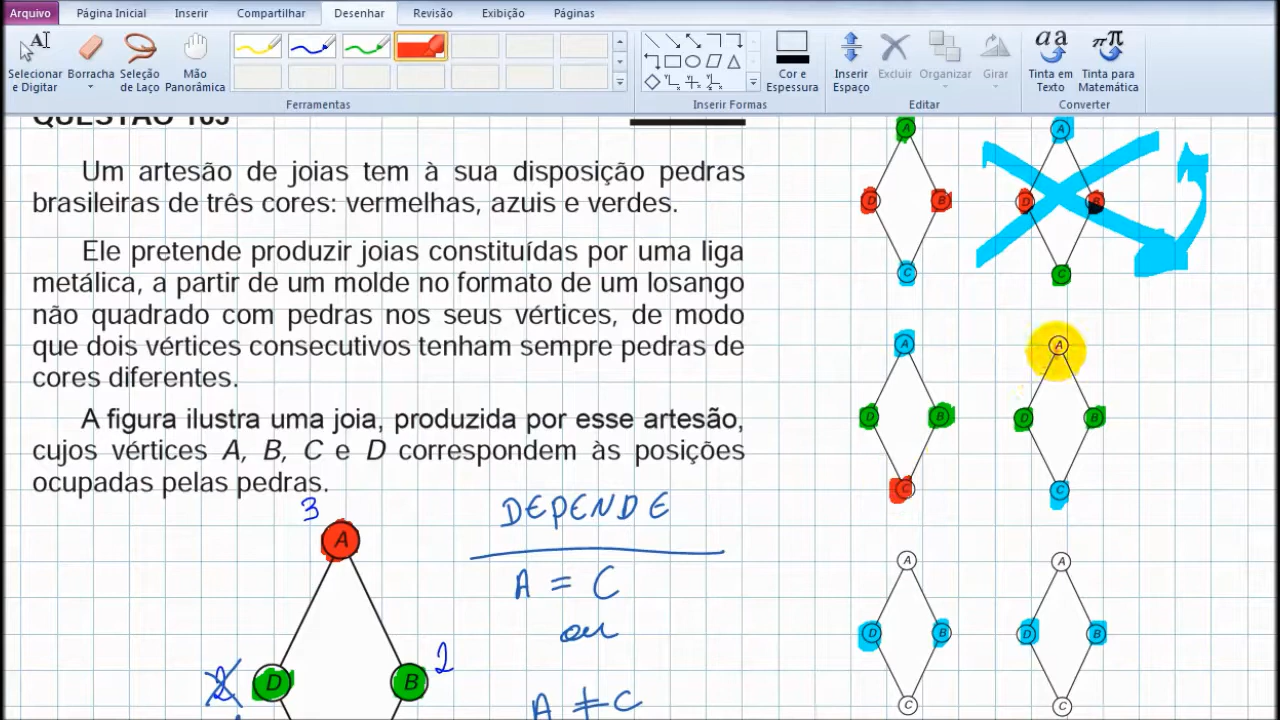 Arquivo Página Inicial Inserir Compartilhar Desenhar Revisão Exibição Páginas
Selecionar e Digitar
Borracha
Seleção de Laço
Mão Panorâmica
Cor e Espessura
Inserir Espaço
Excluir
Organizar
Girar
Tinta em Texto
Tinta para Matemática
Ferramentas Inserir Formas Editar Converter
QUESTÃO 163
Um artesão de joias tem à sua disposição pedras
brasileiras de três cores: vermelhas, azuis e verdes.
Ele pretende produzir joias constituídas por uma liga
metálica, a partir de um molde no formato de um losango
não quadrado com pedras nos seus vértices, de modo
que dois vértices consecutivos tenham sempre pedras de
cores diferentes.
A figura ilustra uma joia, produzida por esse artesão,
cujos vértices A, B, C e D correspondem às posições
ocupadas pelas pedras.
3
A
D
B
2
2
DEPENDE
A = C
ou
A ≠ C
A
D B
C
A
D B
C
A
D B
C
A
D B
C
A
D B
C
A
D B
C